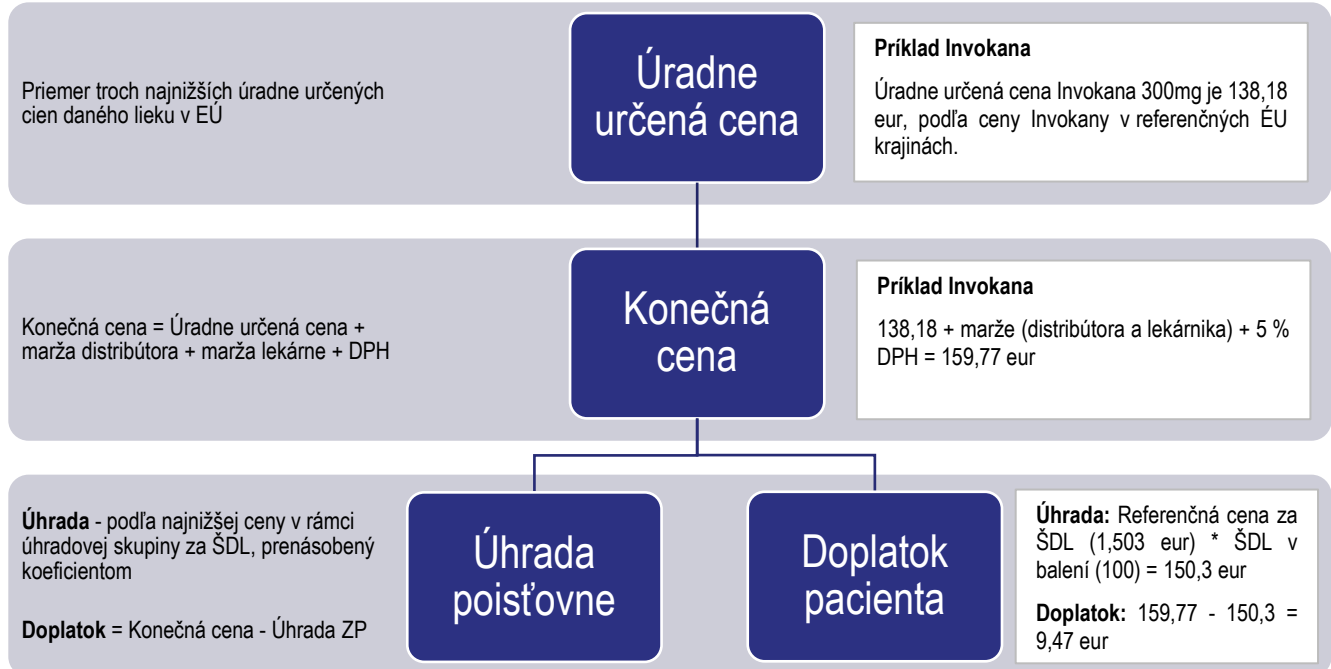 Priemer troch najnižších úradne určených
cien daného lieku v EÚ
Úradne
určená cena
Príklad Invokana
Úradne určená cena Invokana 300mg je 138,18
eur, podľa ceny Invokany v referenčných ÉU
krajinách.
Konečná cena = Úradne určená cena +
marža distribútora + marža lekárne + DPH
Konečná
cena
Príklad Invokana
138,18 + marže (distribútora a lekárnika) + 5 %
DPH = 159,77 eur
Úhrada - podľa najnižšej ceny v rámci
úhradovej skupiny za ŠDL, prenásobený
koeficientom
Doplatok = Konečná cena - Úhrada ZP
Úhrada
poisťovne
Doplatok
pacienta
Úhrada: Referenčná cena za
ŠDL (1,503 eur) * ŠDL v
balení (100) = 150,3 eur
Doplatok: 159,77 - 150,3 =
9,47 eur